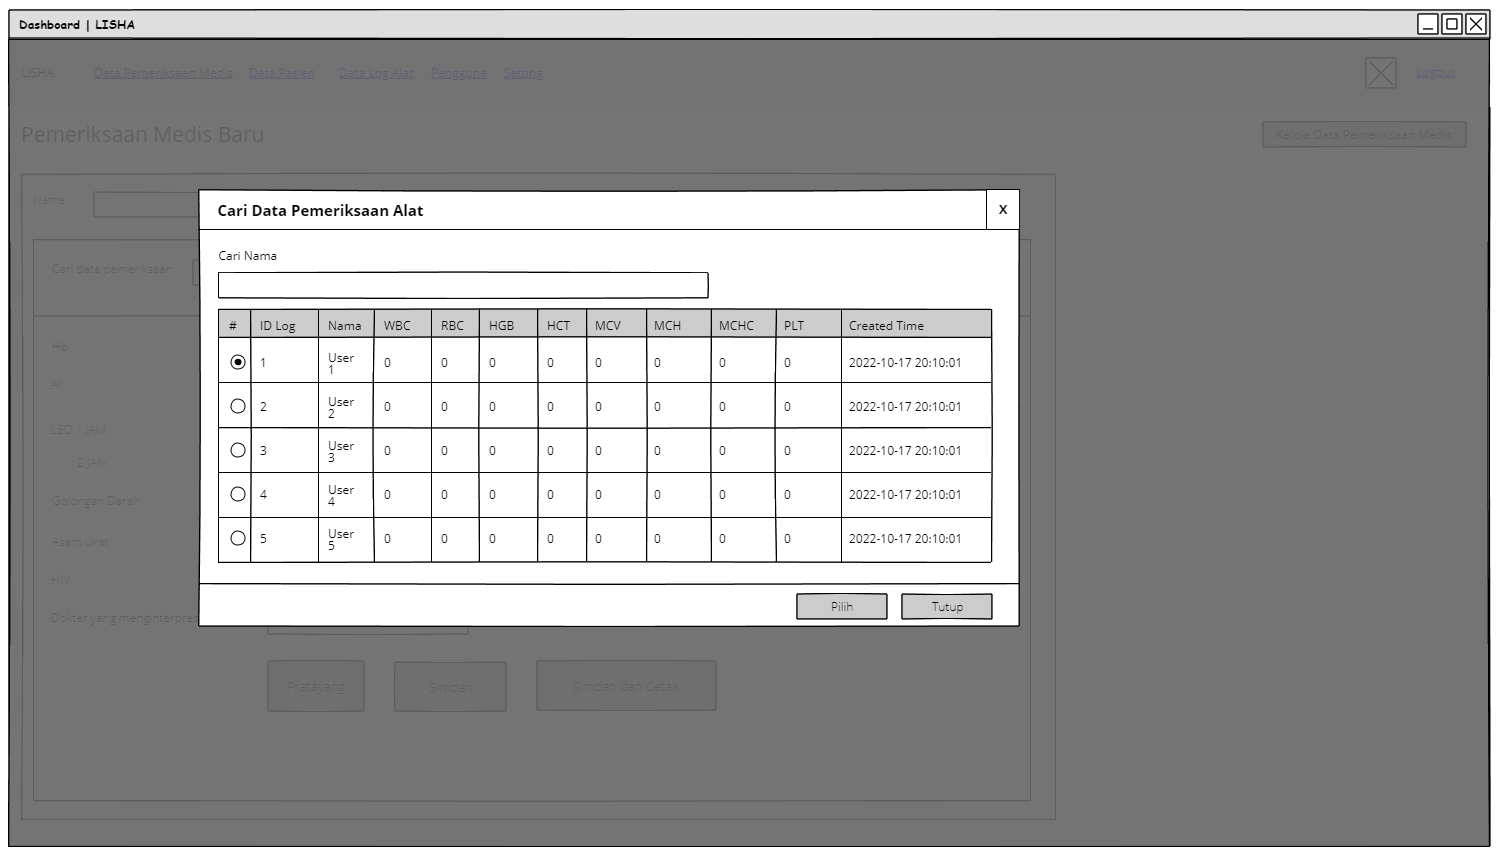 Dashboard | LISHA
LISHA Data Pemeriksaan Medis Data Pasien Data Log Alat Pengguna Setting Logout
Pemeriksaan Medis Baru
Kelola Data Pemeriksaan Medis
Nama
Cari data pemeriksaan
Hb
Al
LED 1 JAM
2 JAM
Golongan Darah
Asam Urat
HIV
Dokter yang menginterpres
Pratayang Simpan Simpan dan Cetak
Cari Data Pemeriksaan Alat
X
Cari Nama
# ID Log Nama WBC RBC HGB HCT MCV MCH MCHC PLT Created Time
1 User 1 0 0 0 0 0 0 0 0 2022-10-17 20:10:01
2 User 2 0 0 0 0 0 0 0 0 2022-10-17 20:10:01
3 User 3 0 0 0 0 0 0 0 0 2022-10-17 20:10:01
4 User 4 0 0 0 0 0 0 0 0 2022-10-17 20:10:01
5 User 5 0 0 0 0 0 0 0 0 2022-10-17 20:10:01
Pilih Tutup